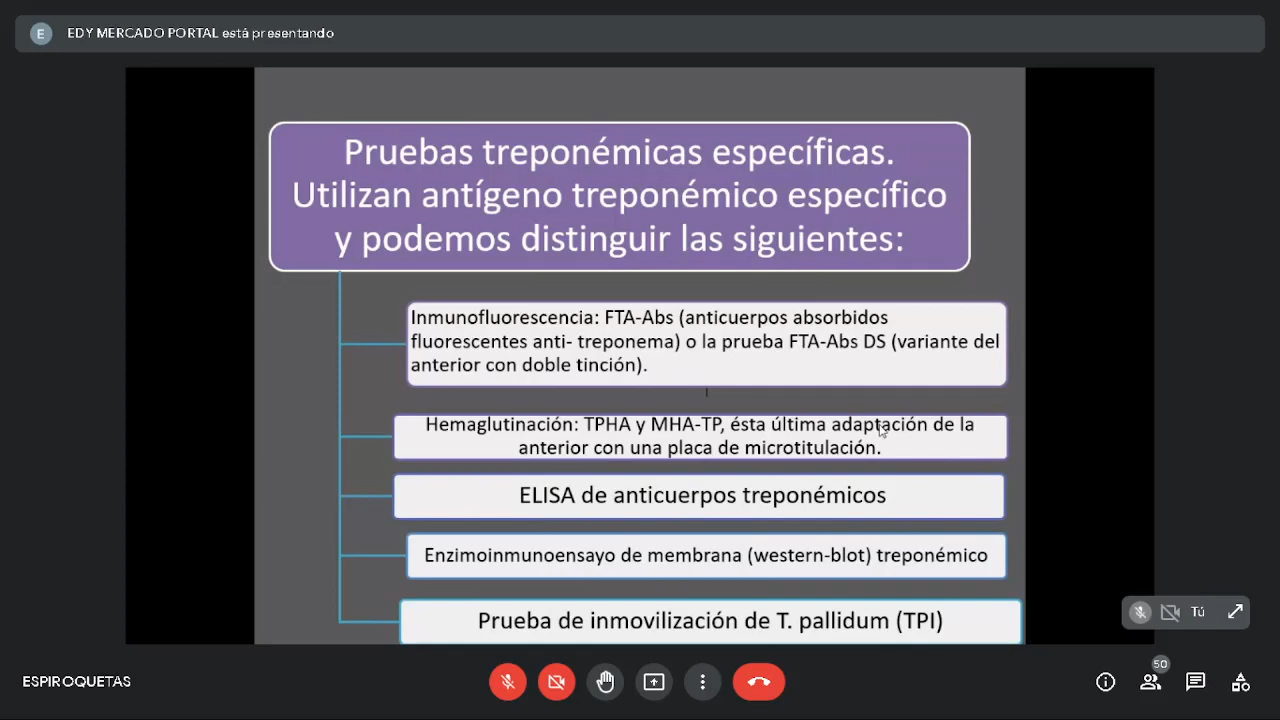 E
EDY MERCADO PORTAL está presentando
Pruebas treponémicas específicas.
Utilizan antígeno treponémico específico
y podemos distinguir las siguientes:
Inmunofluorescencia: FTA-Abs (anticuerpos absorbidos
fluorescentes anti- treponema) o la prueba FTA-Abs DS (variante del
anterior con doble tinción).
Hemaglutinación: TPHA y MHA-TP, ésta última adaptación de la
anterior con una placa de microtitulación.
ELISA de anticuerpos treponémicos
Enzimoinmunoensayo de membrana (western-blot) treponémico
Prueba de inmovilización de T. pallidum (TPI)
Tú
ESPIROQUETAS
50